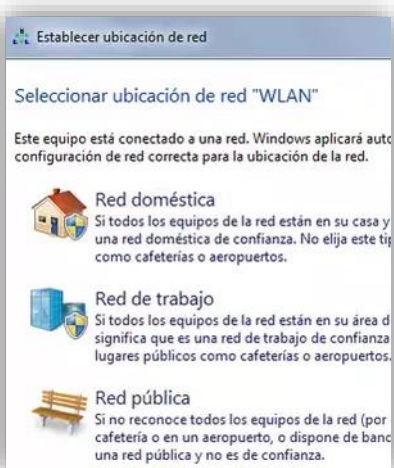 Establecer ubicación de red
Seleccionar ubicación de red "WLAN"
Este equipo está conectado a una red. Windows aplicará auto
configuración de red correcta para la ubicación de la red.
Red doméstica
Si todos los equipos de la red están en su casa y
una red doméstica de confianza. No elija este tip
como cafeterías o aeropuertos.
Red de trabajo
Si todos los equipos de la red están en su área d
significa que es una red de trabajo de confianza
lugares públicos como cafeterías o aeropuertos.
Red pública
Si no reconoce todos los equipos de la red (por
cafetería o en un aeropuerto, o dispone de banc
una red pública y no es de confianza.